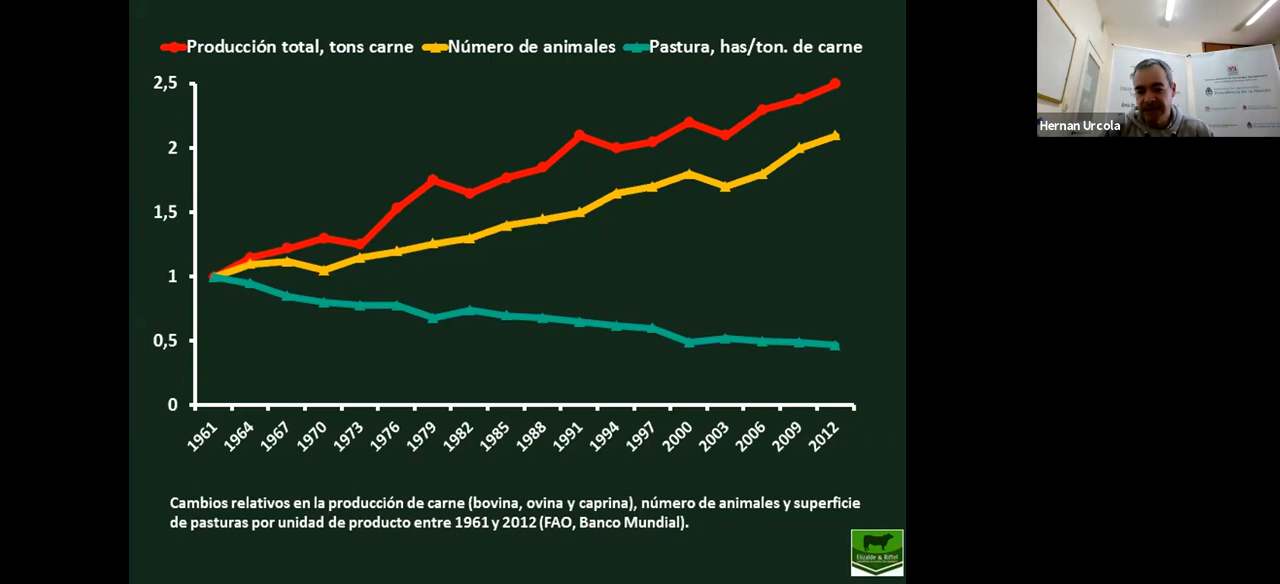 Producción total, tons carne Número de animales Pastura, has/ton. de carne
2,5
2
1,5
1
0,5
0
1961 1964 1967 1970 1973 1976 1979 1982 1985 1988 1991 1994 1997 2000 2003 2006 2009 2012
Cambios relativos en la producción de carne (bovina, ovina y caprina), número de animales y superficie
de pasturas por unidad de producto entre 1961 y 2012 (FAO, Banco Mundial).
Elizalde & Riffel
Hernan Urcola